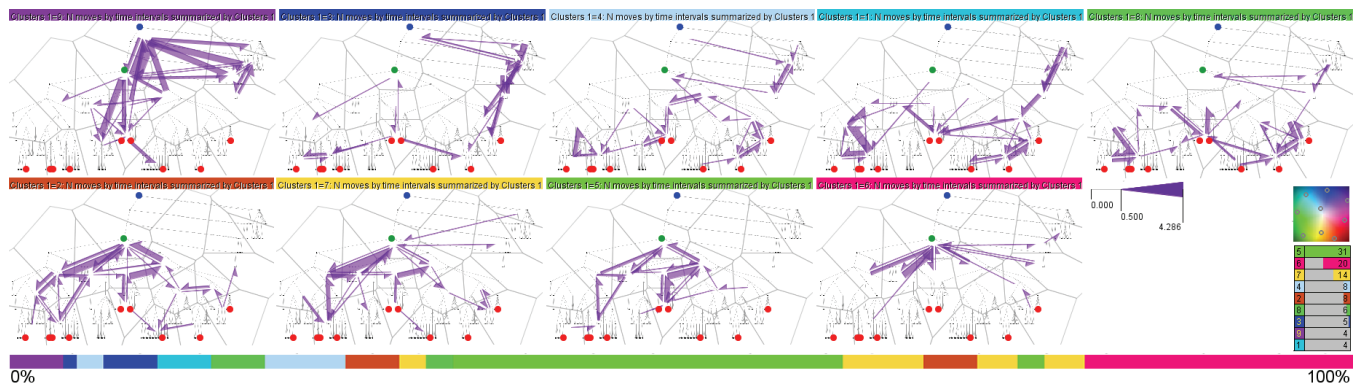 Clusters 1=9: N moves by time intervals summarized by Clusters 1
Clusters 1=3: N moves by time intervals summarized by Clusters 1
Clusters 1=4: N moves by time intervals summarized by Clusters 1
Clusters 1=1: N moves by time intervals summarized by Clusters 1
Clusters 1=8: N moves by time intervals summarized by Clusters 1
Clusters 1=2: N moves by time intervals summarized by Clusters 1
Clusters 1=7: N moves by time intervals summarized by Clusters 1
Clusters 1=5: N moves by time intervals summarized by Clusters 1
Clusters 1=6: N moves by time intervals summarized by Clusters 1
0.000
0.500
4.286
5 31
6 20
7 14
4 8
2 8
8 6
3 5
9 4
1 4
0% 100%